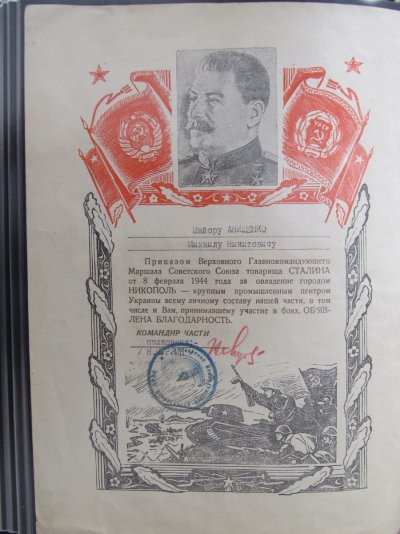 Майору АНИЩЕНКО
Михаилу Никитовичу
Приказом Верховного Главнокомандующего
Маршала Советского Союза товарища СТАЛИНА
от 8 февраля 1944 года за овладение городом
НИКОПОЛЬ — крупным промышленным центром
Украины всему личному составу нашей части, в том
числе и Вам, принимавшему участие в боях, ОБ'ЯВ-
ЛЕНА БЛАГОДАРНОСТЬ.
КОМАНДИР ЧАСТИ
УРСР